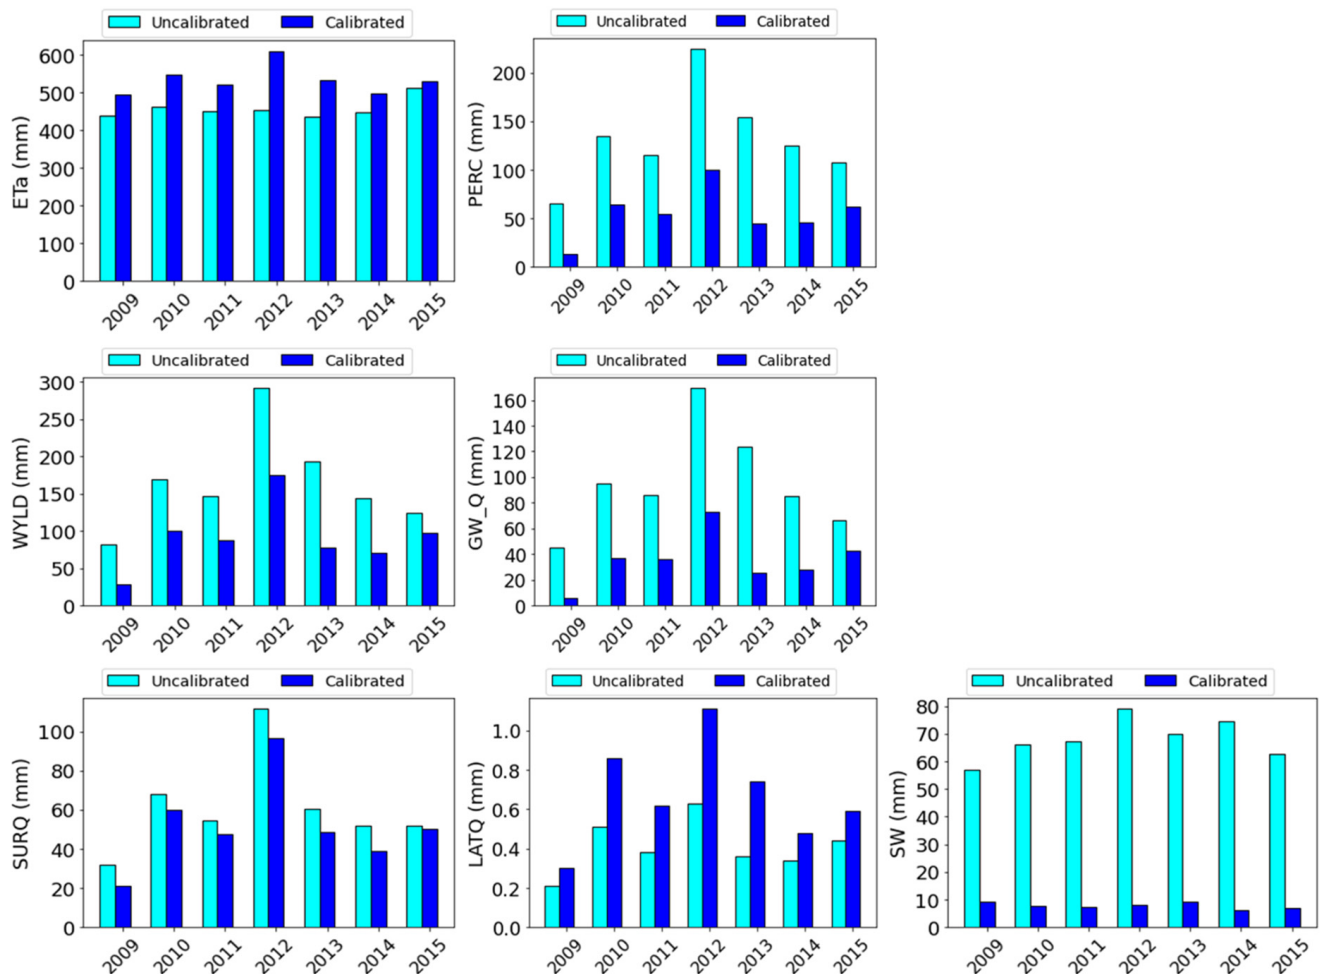 Uncalibrated Calibrated
ETa (mm)
600
500
400
300
200
100
0
2009 2010 2011 2012 2013 2014 2015
Uncalibrated Calibrated
PERC (mm)
200
150
100
50
0
2009 2010 2011 2012 2013 2014 2015
Uncalibrated Calibrated
WYLD (mm)
300
250
200
150
100
50
0
2009 2010 2011 2012 2013 2014 2015
Uncalibrated Calibrated
GW_Q (mm)
160
140
120
100
80
60
40
20
0
2009 2010 2011 2012 2013 2014 2015
Uncalibrated Calibrated
SURQ (mm)
100
80
60
40
20
0
2009 2010 2011 2012 2013 2014 2015
Uncalibrated Calibrated
LATQ (mm)
1.0
0.8
0.6
0.4
0.2
0.0
2009 2010 2011 2012 2013 2014 2015
Uncalibrated Calibrated
SW (mm)
80
70
60
50
40
30
20
10
0
2009 2010 2011 2012 2013 2014 2015